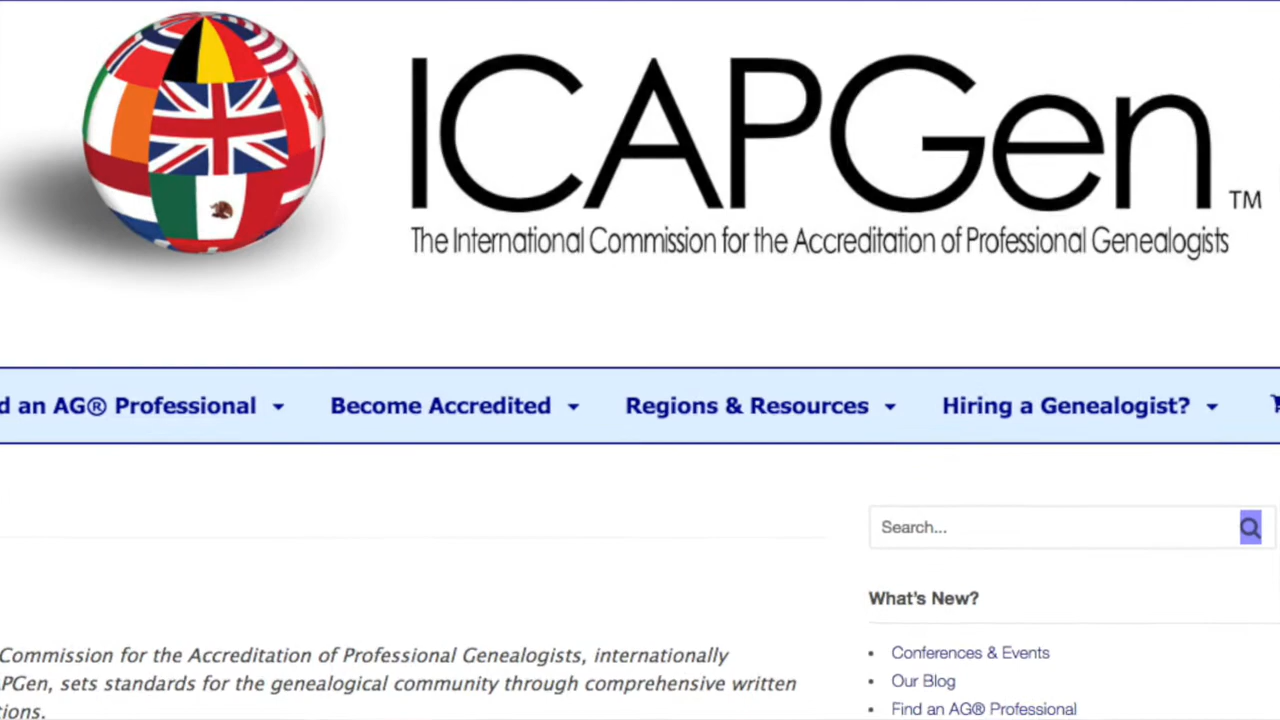 ICAPGen
TM
The International Commission for the Accreditation of Professional Genealogists
d an AG® Professional
Become Accredited
Regions & Resources
Hiring a Genealogist?
Search...
What's New?
Conferences & Events
Our Blog
Find an AG® Professional
Commission for the Accreditation of Professional Genealogists, internationally
PGen, sets standards for the genealogical community through comprehensive written
tions.